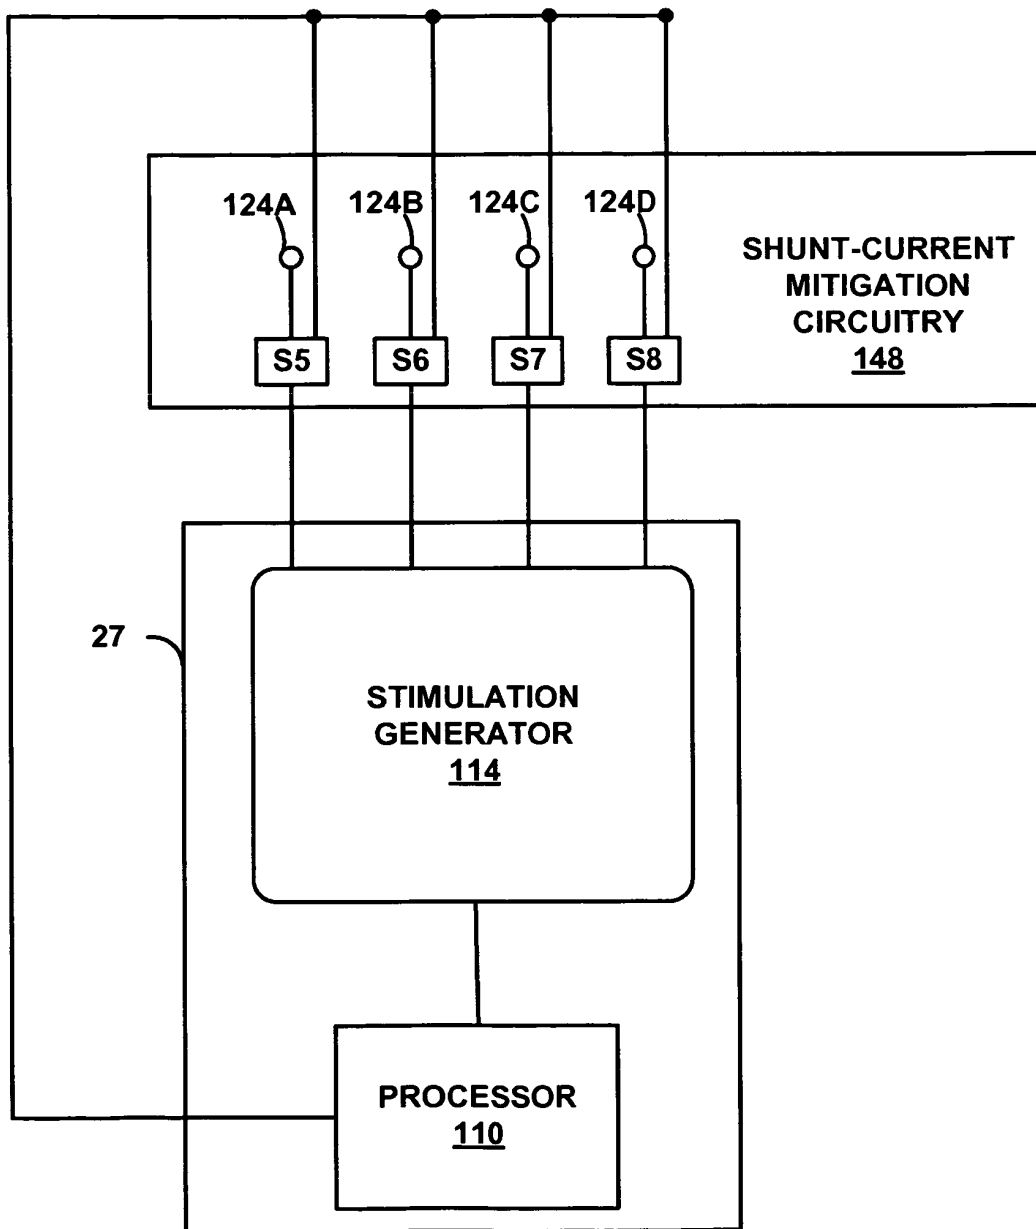 124A
124B
124C
124D
SHUNT-CURRENT
MITIGATION
CIRCUITRY
148
S5
S6
S7
S8
27
STIMULATION
GENERATOR
114
PROCESSOR
110